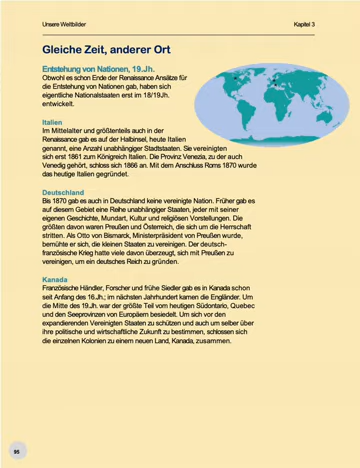 Unsere Weltbilder
Kapitel 3
Gleiche Zeit, anderer Ort
Entstehung von Nationen, 19.Jh.
Obwohl es schon Ende der Renaissance Ansätze für
die Entstehung von Nationen gab, haben sich
eigentliche Nationalstaaten erst im 18/19Jh.
entwickelt.
Italien
Im Mittelalter und größtenteils auch in der
Renaissance gab es auf der Halbinsel, heute Italien
genannt, eine Anzahl unabhängiger Stadtstaaten. Sie vereinigten
sich erst 1861 zum Königreich Italien. Die Provinz Venezia, zu der auch
Venedig gehört, schloss sich 1866 an. Mit dem Anschluss Roms 1870 wurde
das heutige Italien gegründet.
Deutschland
Bis 1870 gab es auch in Deutschland keine vereinigte Nation. Früher gab es
auf diesem Gebiet eine Reihe unabhängiger Staaten, jeder mit seiner
eigenen Geschichte, Mundart, Kultur und religiösen Vorstellungen. Die
größten davon waren Preußen und Österreich, die sich um die Herrschaft
stritten. Als Otto von Bismarck, Ministerpräsident von Preußen wurde,
bemühte er sich, die kleinen Staaten zu vereinigen. Der deutsch-
französische Krieg hatte viele davon überzeugt, sich mit Preußen zu
vereinigen, um ein deutsches Reich zu gründen.
Kanada
Französische Händler, Forscher und frühe Siedler gab es in Kanada schon
seit Anfang des 16.Jh.; im nächsten Jahrhundert kamen die Engländer. Um
die Mitte des 19.Jh. war der größte Teil vom heutigen Südontario, Quebec
und den Seeprovinzen von Europäern besiedelt. Um sich vor den
expandierenden Vereinigten Staaten zu schützen und auch um selber über
ihre politische und wirtschaftliche Zukunft zu bestimmen, schlossen sich
die einzelnen Kolonien zu einem neuen Land, Kanada, zusammen.
95